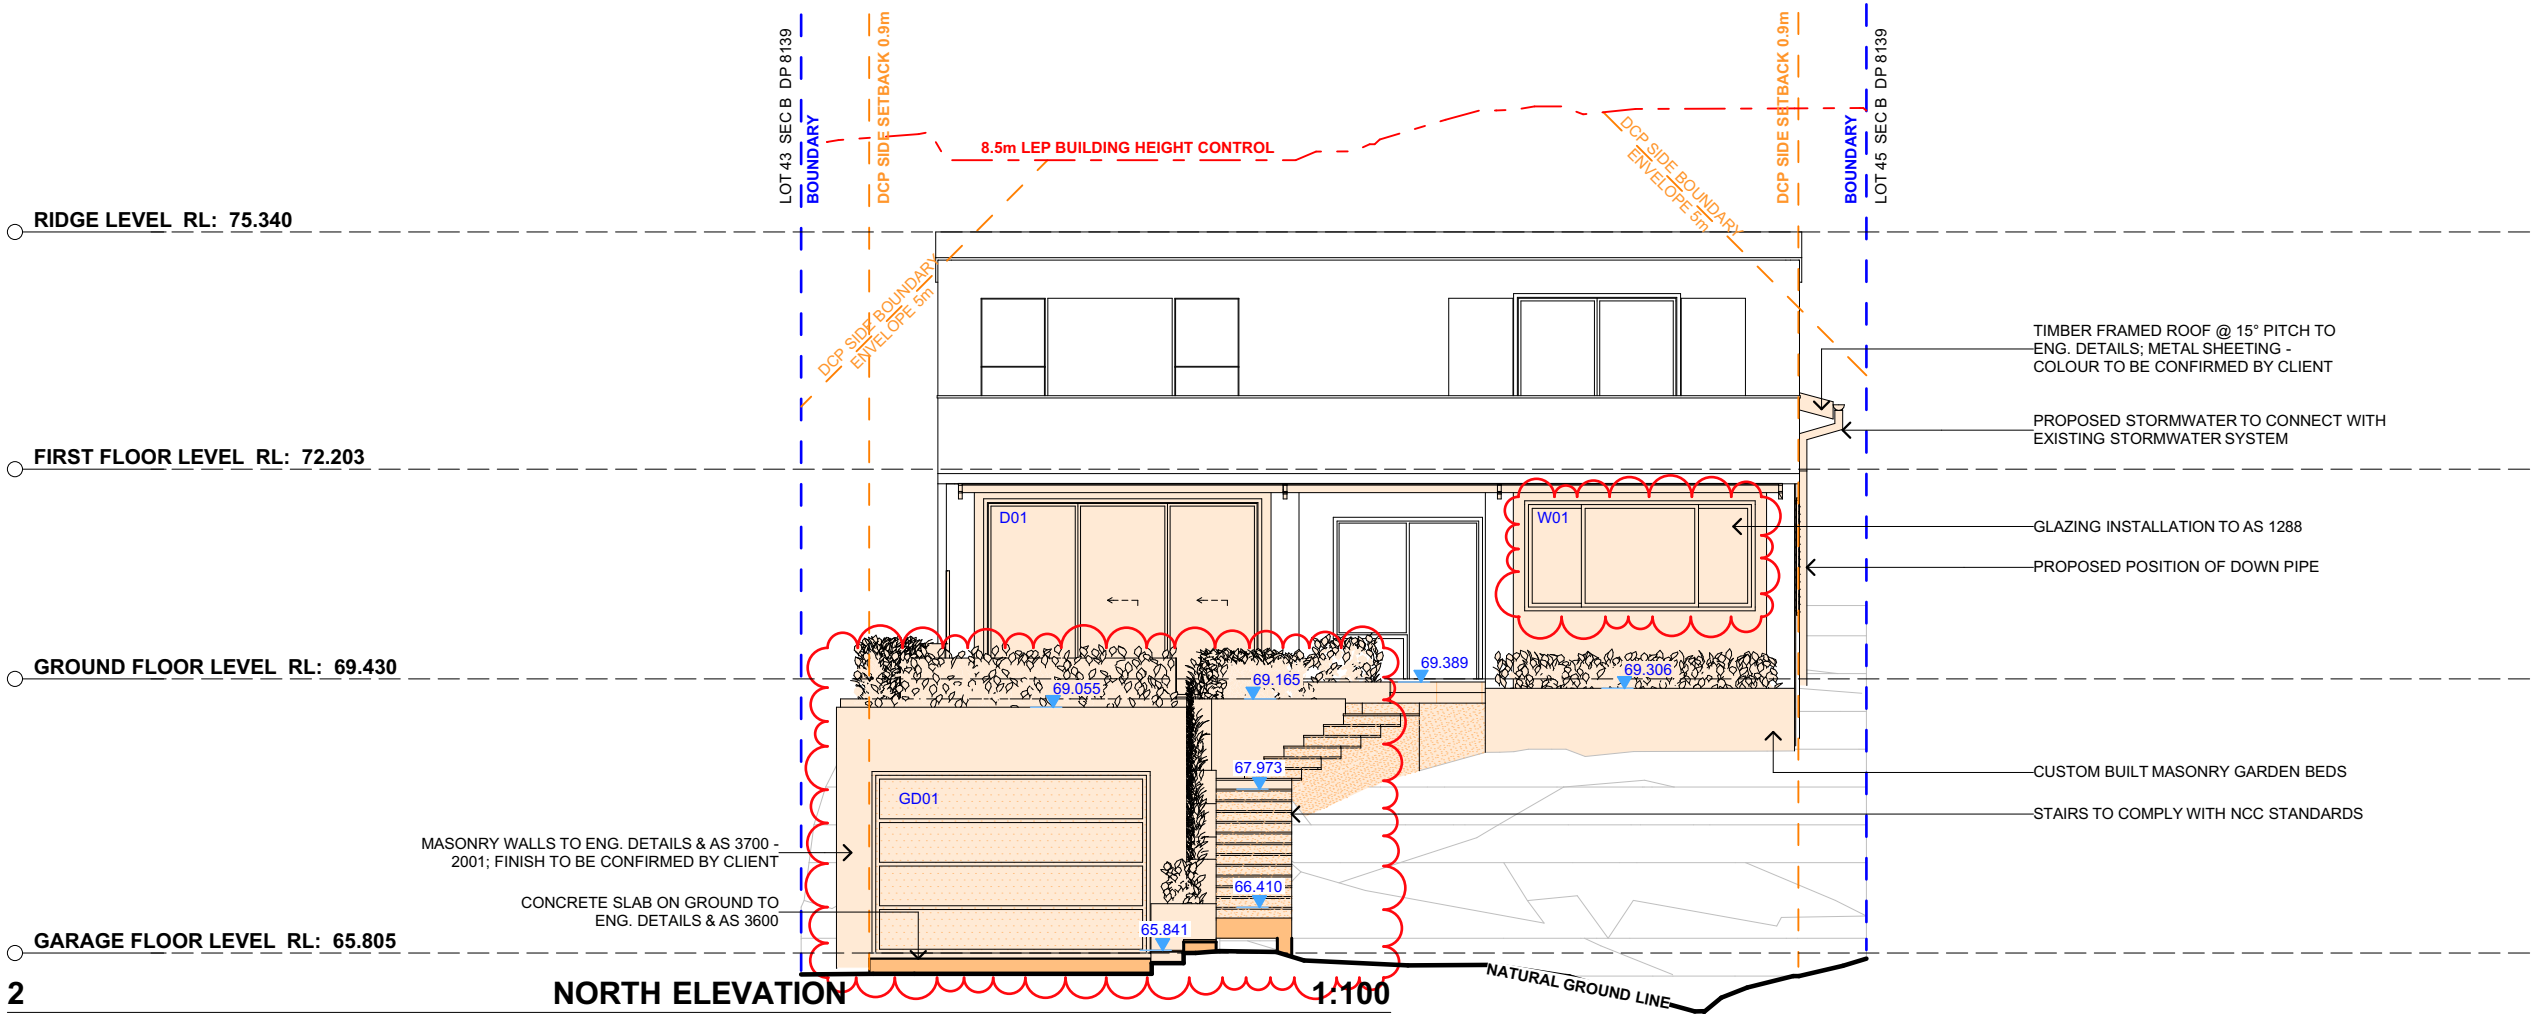 LOT 43 SEC B DP 8139
BOUNDARY
DCP SIDE SETBACK 0.9m
DCP SIDE SETBACK 0.9m
BOUNDARY
LOT 45 SEC B DP 8139
8.5m LEP BUILDING HEIGHT CONTROL
DCP SIDE BOUNDARY
ENVELOPE 5m
DCP SIDE BOUNDARY
ENVELOPE 5m
RIDGE LEVEL RL: 75.340
FIRST FLOOR LEVEL RL: 72.203
GROUND FLOOR LEVEL RL: 69.430
GARAGE FLOOR LEVEL RL: 65.805
TIMBER FRAMED ROOF @ 15° PITCH TO
ENG. DETAILS; METAL SHEETING -
COLOUR TO BE CONFIRMED BY CLIENT
PROPOSED STORMWATER TO CONNECT WITH
EXISTING STORMWATER SYSTEM
GLAZING INSTALLATION TO AS 1288
PROPOSED POSITION OF DOWN PIPE
CUSTOM BUILT MASONRY GARDEN BEDS
STAIRS TO COMPLY WITH NCC STANDARDS
D01
W01
69.055
69.165
69.389
69.306
67.973
GD01
66.410
65.841
MASONRY WALLS TO ENG. DETAILS & AS 3700 -
2001; FINISH TO BE CONFIRMED BY CLIENT
CONCRETE SLAB ON GROUND TO
ENG. DETAILS & AS 3600
NATURAL GROUND LINE
2 NORTH ELEVATION 1:100